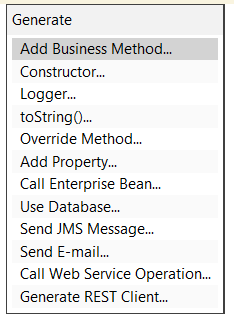 Generate
Add Business Method...
Constructor...
Logger...
toString()...
Override Method...
Add Property...
Call Enterprise Bean...
Use Database...
Send JMS Message...
Send E-mail...
Call Web Service Operation...
Generate REST Client...